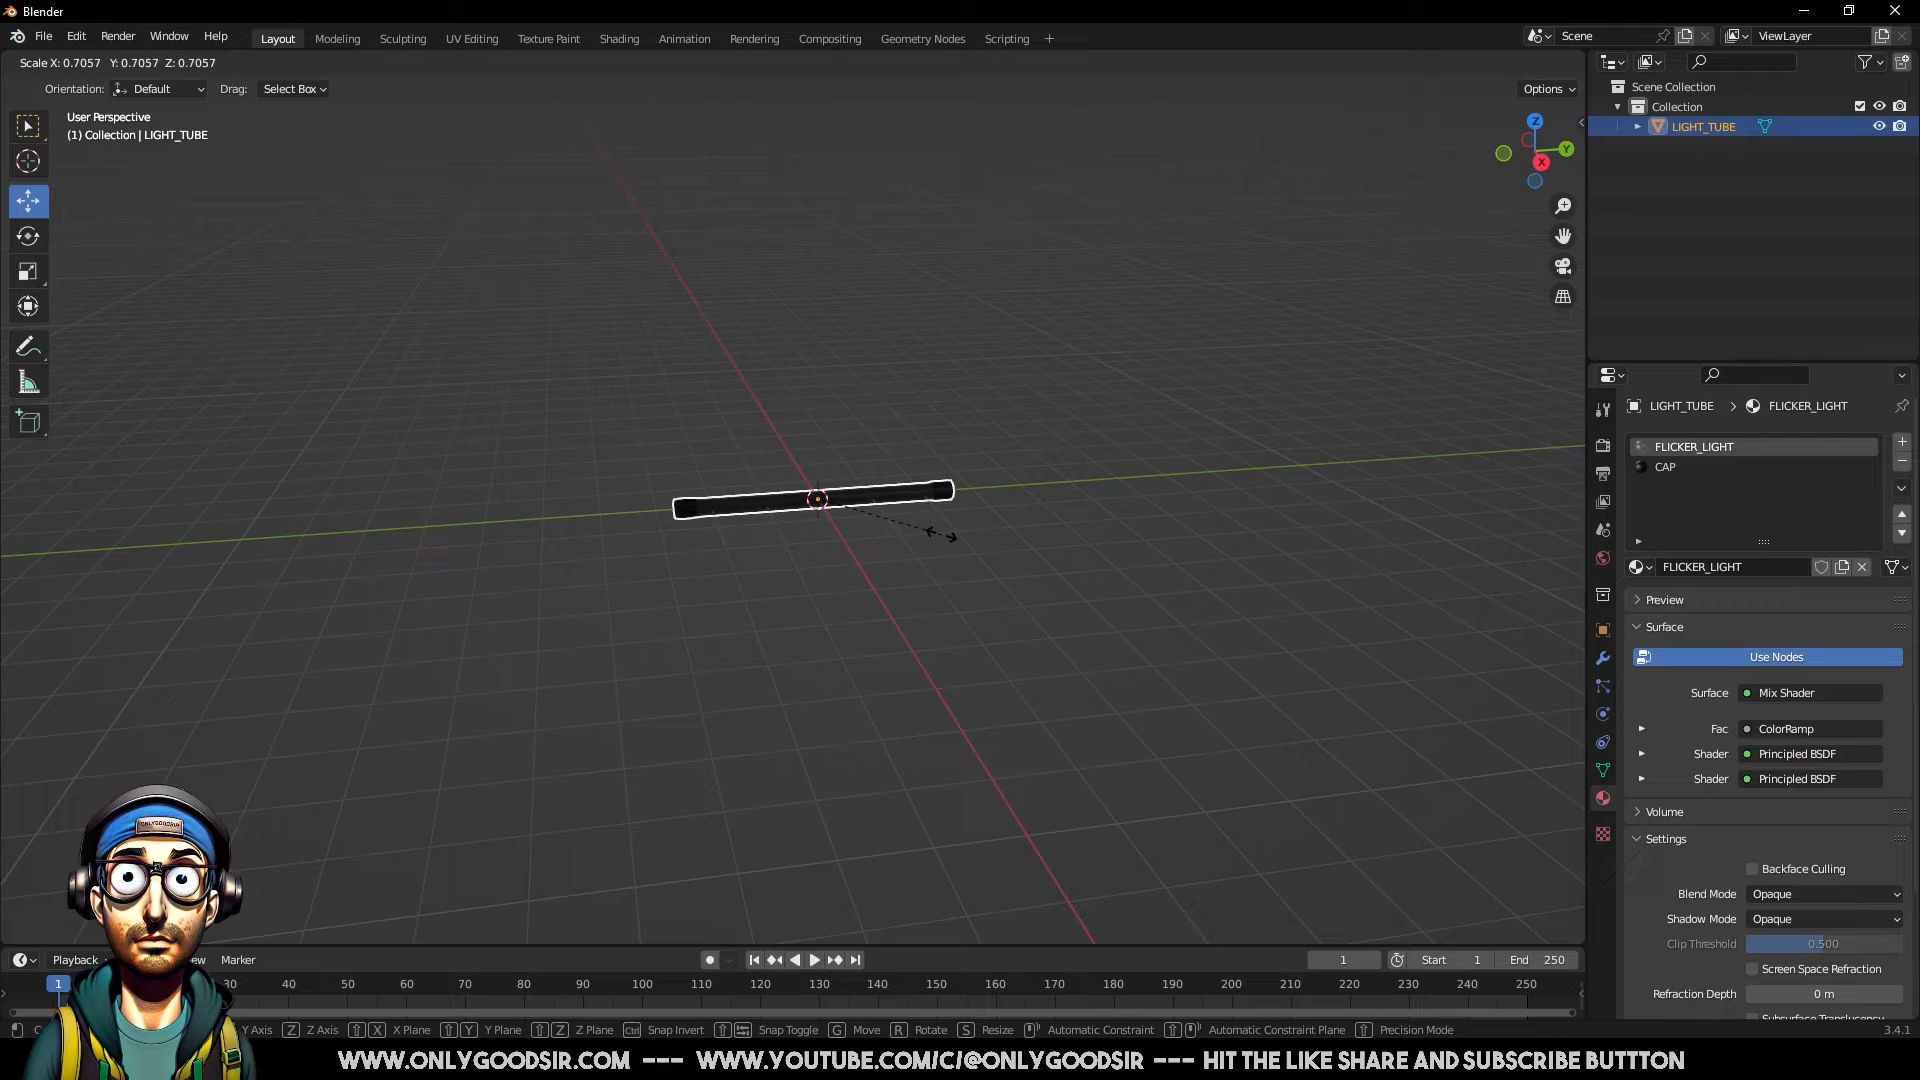 Blender
File Edit Render Window Help Layout Modeling Sculpting UV Editing Texture Paint Shading Animation Rendering Compositing Geometry Nodes Scripting + Scene ViewLayer
Scale X: 0.7057 Y: 0.7057 Z: 0.7057
Orientation: Default Drag: Select Box Options
User Perspective
(1) Collection | LIGHT_TUBE
Z
Y
X
Scene Collection
Collection
LIGHT_TUBE
LIGHT_TUBE > FLICKER_LIGHT
FLICKER_LIGHT
CAP
FLICKER_LIGHT
Preview
Surface
Use Nodes
Surface Mix Shader
Fac ColorRamp
Shader Principled BSDF
Shader Principled BSDF
Volume
Settings
Backface Culling
Blend Mode Opaque
Shadow Mode Opaque
Clip Threshold 0.500
Screen Space Refraction
Refraction Depth 0 m
ONLYGOODSIR
Playback Marker 1 Start 1 End 250
1 30 40 50 60 70 80 90 100 110 120 130 140 150 160 170 180 190 200 210 220 230 240 250
Y Axis Z Z Axis X X Plane Y Y Plane Z Z Plane Ctrl Snap Invert Snap Toggle G Move R Rotate S Resize Automatic Constraint Automatic Constraint Plane Precision Mode 3.4.1
WWW.ONLYGOODSIR.COM --- WWW.YOUTUBE.COM/C/@ONLYGOODSIR --- HIT THE LIKE SHARE AND SUBSCRIBE BUTTTON